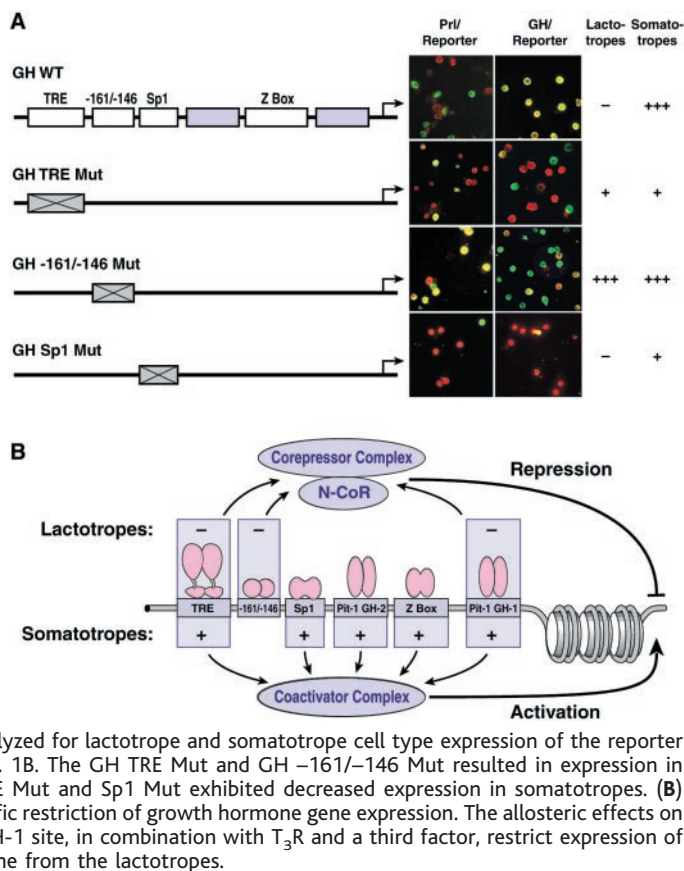 A
Prl/ Reporter
GH/ Reporter
Lacto- tropes
Somato- tropes
GH WT
TRE -161/-146 Sp1 Z Box
– +++
GH TRE Mut
+ +
GH -161/-146 Mut
+++ +++
GH Sp1 Mut
– +
B
Corepressor Complex
N-CoR
Repression
Lactotropes:
– – –
TRE -161/-146 Sp1 Pit-1 GH-2 Z Box Pit-1 GH-1
Somatotropes:
+ + + + +
Coactivator Complex
Activation
lyzed for lactotrope and somatotrope cell type expression of the reporter
. 1B. The GH TRE Mut and GH –161/–146 Mut resulted in expression in
E Mut and Sp1 Mut exhibited decreased expression in somatotropes. (B)
fic restriction of growth hormone gene expression. The allosteric effects on
H-1 site, in combination with T3R and a third factor, restrict expression of
ne from the lactotropes.